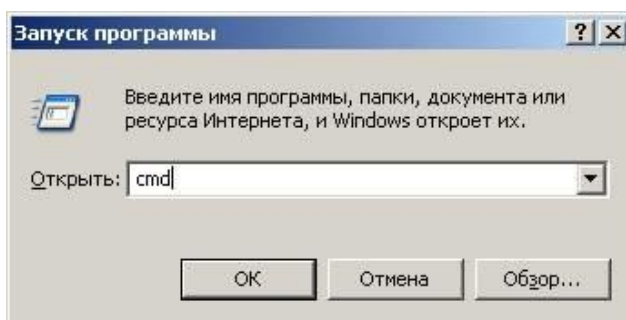 Запуск программы
Введите имя программы, папки, документа или
ресурса Интернета, и Windows откроет их.
Открыть: cmd
ОК Отмена Обзор...